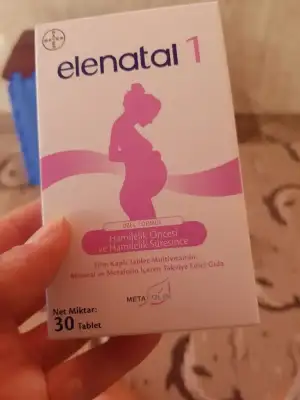 BAYER
elenatal 1
Hamilelik Öncesi
ve Hamilelik Süresince
Film Kaplı Tablet Multivitamin,
Mineral ve Metafolin İçeren Takviye Edici Gıda
METAFOLIN
Net Miktar:
30 Tablet